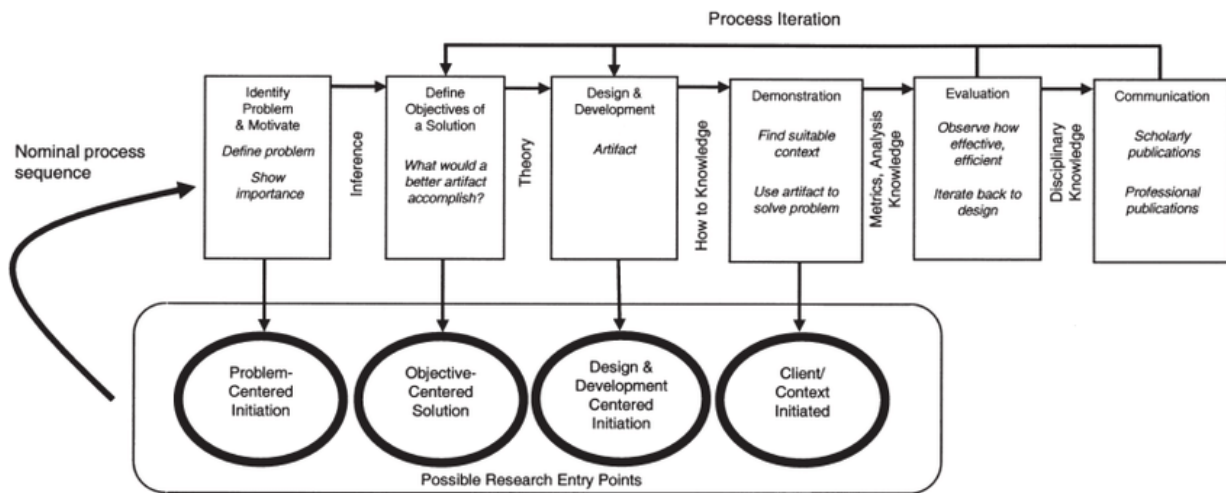 Process Iteration
Nominal process
sequence
Identify
Problem
& Motivate
Define problem
Show
importance
Inference
Define
Objectives of
a Solution
What would a
better artifact
accomplish?
Theory
Design &
Development
Artifact
How to Knowledge
Demonstration
Find suitable
context
Use artifact to
solve problem
Metrics, Analysis
Knowledge
Evaluation
Observe how
effective,
efficient
Iterate back to
design
Disciplinary
Knowledge
Communication
Scholarly
publications
Professional
publications
Problem-
Centered
Initiation
Objective-
Centered
Solution
Design &
Development
Centered
Initiation
Client/
Context
Initiated
Possible Research Entry Points